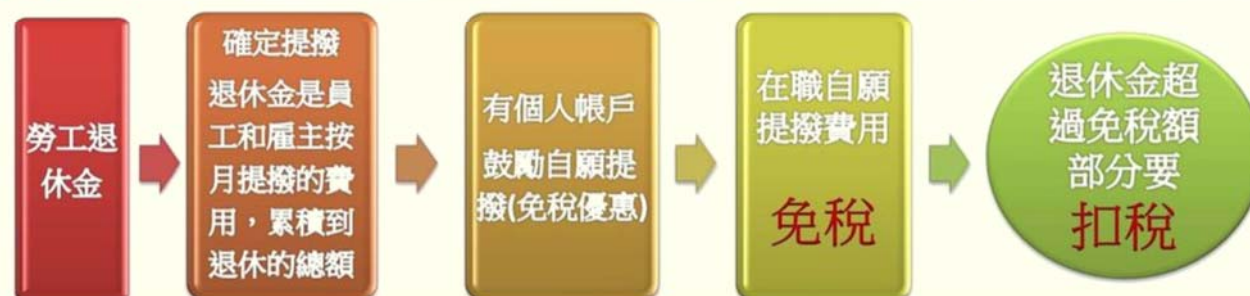 勞工退
休金
確定提撥
退休金是員
工和雇主按
月提撥的費
用，累積到
退休的總額
有個人帳戶
鼓勵自願提
撥(免稅優惠)
在職自願
提撥費用
免稅
退休金超
過免稅額
部分要
扣稅